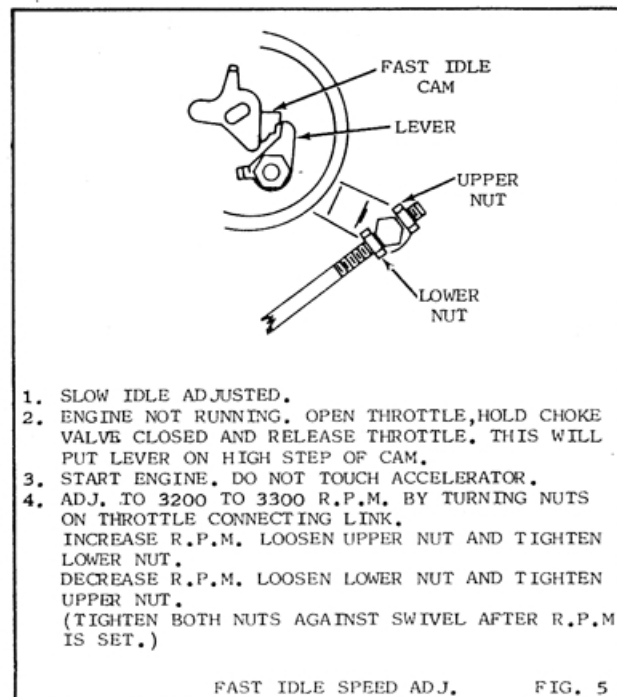 FAST IDLE
CAM
LEVER
UPPER
NUT
LOWER
NUT
1. SLOW IDLE ADJUSTED.
2. ENGINE NOT RUNNING. OPEN THROTTLE,HOLD CHOKE
VALVE CLOSED AND RELEASE THROTTLE. THIS WILL
PUT LEVER ON HIGH STEP OF CAM.
3. START ENGINE. DO NOT TOUCH ACCELERATOR.
4. ADJ. TO 3200 TO 3300 R.P.M. BY TURNING NUTS
ON THROTTLE CONNECTING LINK.
INCREASE R.P.M. LOOSEN UPPER NUT AND TIGHTEN
LOWER NUT.
DECREASE R.P.M. LOOSEN LOWER NUT AND TIGHTEN
UPPER NUT.
(TIGHTEN BOTH NUTS AGAINST SWIVEL AFTER R.P.M
IS SET.)
FAST IDLE SPEED ADJ. FIG. 5